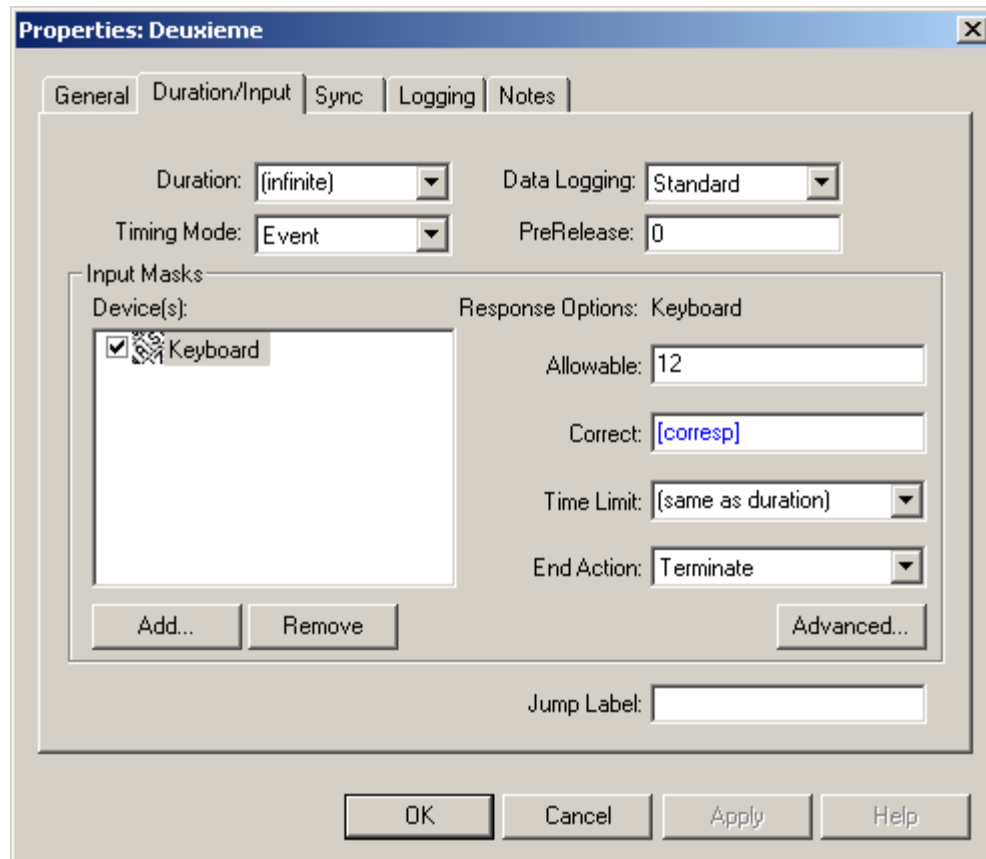 Properties: Deuxieme
General Duration/Input Sync Logging Notes
Duration: (infinite) Data Logging: Standard
Timing Mode: Event PreRelease: 0
Input Masks
Device(s): Response Options: Keyboard
Keyboard
Allowable: 12
Correct: [corresp]
Time Limit: (same as duration)
End Action: Terminate
Add... Remove Advanced...
Jump Label:
OK Cancel Apply Help